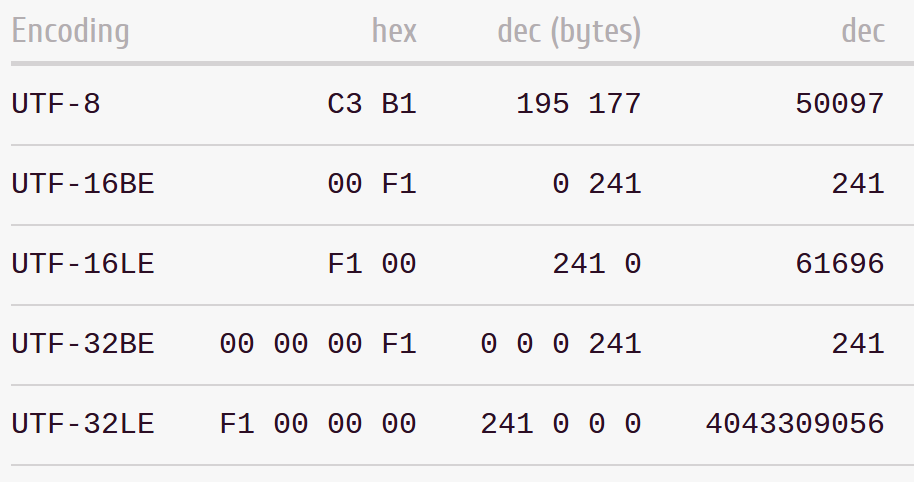 Encoding hex dec (bytes) dec
UTF-8 C3 B1 195 177 50097
UTF-16BE 00 F1 0 241 241
UTF-16LE F1 00 241 0 61696
UTF-32BE 00 00 00 F1 0 0 0 241 241
UTF-32LE F1 00 00 00 241 0 0 0 4043309056